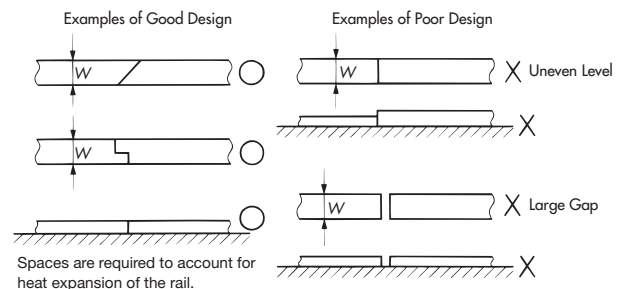 Examples of Good Design
W
W
Spaces are required to account for
heat expansion of the rail.
Examples of Poor Design
W
Uneven Level
W
Large Gap